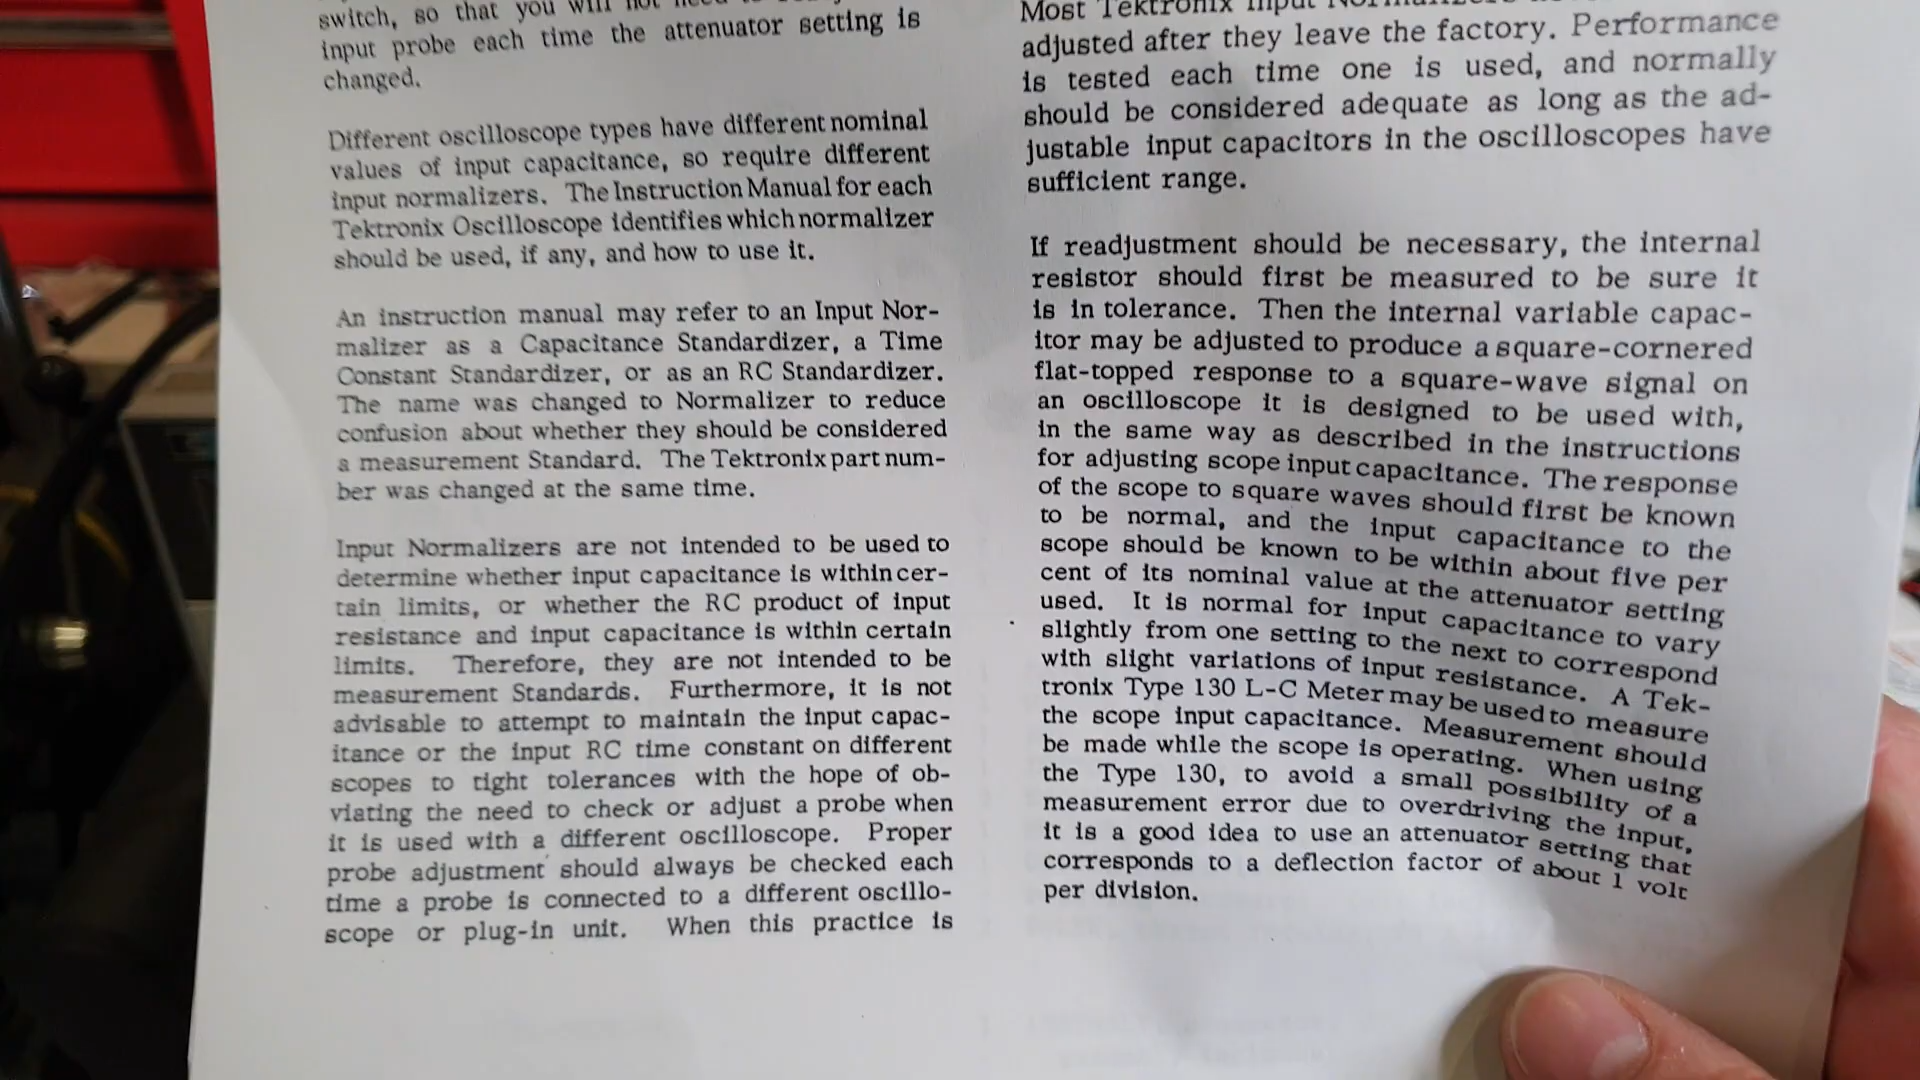 switch, so that you will not need to
input probe each time the attenuator setting is
changed.
Different oscilloscope types have different nominal
values of input capacitance, so require different
input normalizers. The Instruction Manual for each
Tektronix Oscilloscope identifies which normalizer
should be used, if any, and how to use it.
An instruction manual may refer to an Input Nor-
malizer as a Capacitance Standardizer, a Time
Constant Standardizer, or as an RC Standardizer.
The name was changed to Normalizer to reduce
confusion about whether they should be considered
a measurement Standard. The Tektronix part num-
ber was changed at the same time.
Input Normalizers are not intended to be used to
determine whether input capacitance is within cer-
tain limits, or whether the RC product of input
resistance and input capacitance is within certain
limits. Therefore, they are not intended to be
measurement Standards. Furthermore, it is not
advisable to attempt to maintain the input capac-
itance or the input RC time constant on different
scopes to tight tolerances with the hope of ob-
viating the need to check or adjust a probe when
it is used with a different oscilloscope. Proper
probe adjustment should always be checked each
time a probe is connected to a different oscillo-
scope or plug-in unit. When this practice is
Most Tektronix Input Normalizers
adjusted after they leave the factory. Performance
is tested each time one is used, and normally
should be considered adequate as long as the ad-
justable input capacitors in the oscilloscopes have
sufficient range.
If readjustment should be necessary, the internal
resistor should first be measured to be sure it
is in tolerance. Then the internal variable capac-
itor may be adjusted to produce a square-cornered
flat-topped response to a square-wave signal on
an oscilloscope it is designed to be used with,
in the same way as described in the instructions
for adjusting scope input capacitance. The response
of the scope to square waves should first be known
to be normal, and the input capacitance to the
scope should be known to be within about five per
cent of its nominal value at the attenuator setting
used. It is normal for input capacitance to vary
slightly from one setting to the next to correspond
with slight variations of input resistance. A Tek-
tronix Type 130 L-C Meter may be used to measure
the scope input capacitance. Measurement should
be made while the scope is operating. When using
the Type 130, to avoid a small possibility of a
measurement error due to overdriving the input,
it is a good idea to use an attenuator setting that
corresponds to a deflection factor of about 1 volt
per division.